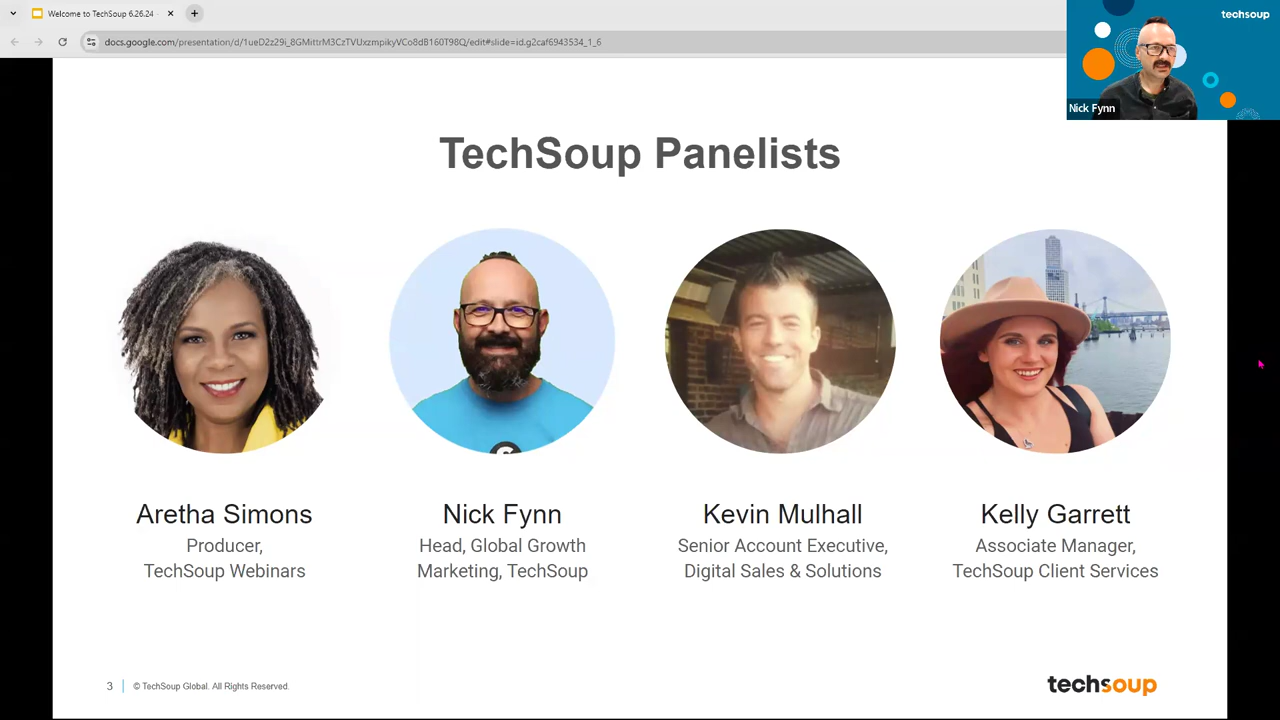 Welcome to TechSoup 6.26.24 -
docs.google.com/presentation/d/1ueD2z29i_8GMittrM3CzTVUxzmpikyVCo8dB160T98Q/edit#slide=id.g2caf6943534_1_6
techsoup
Nick Fynn
TechSoup Panelists
Aretha Simons
Producer,
TechSoup Webinars
Nick Fynn
Head, Global Growth
Marketing, TechSoup
Kevin Mulhall
Senior Account Executive,
Digital Sales & Solutions
Kelly Garrett
Associate Manager,
TechSoup Client Services
3
© TechSoup Global. All Rights Reserved.
techsoup